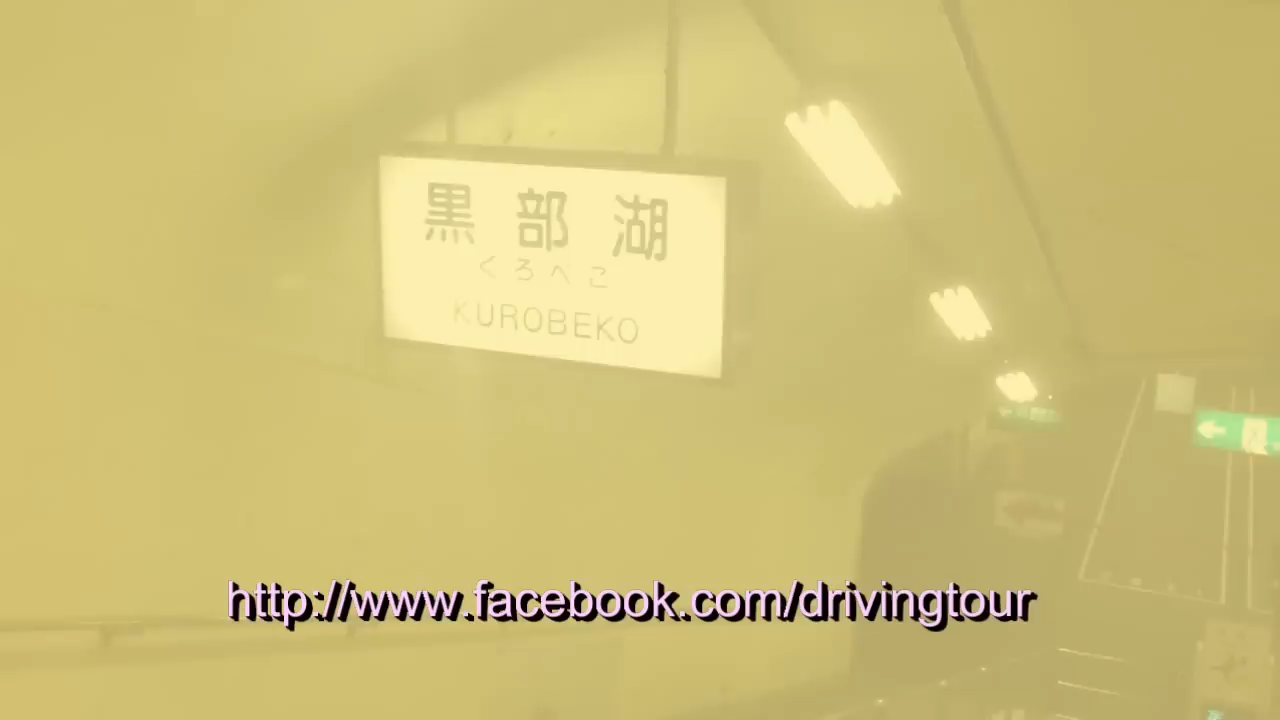 黒部湖
くろべこ
KUROBEKO
http://www.facebook.com/drivingtour